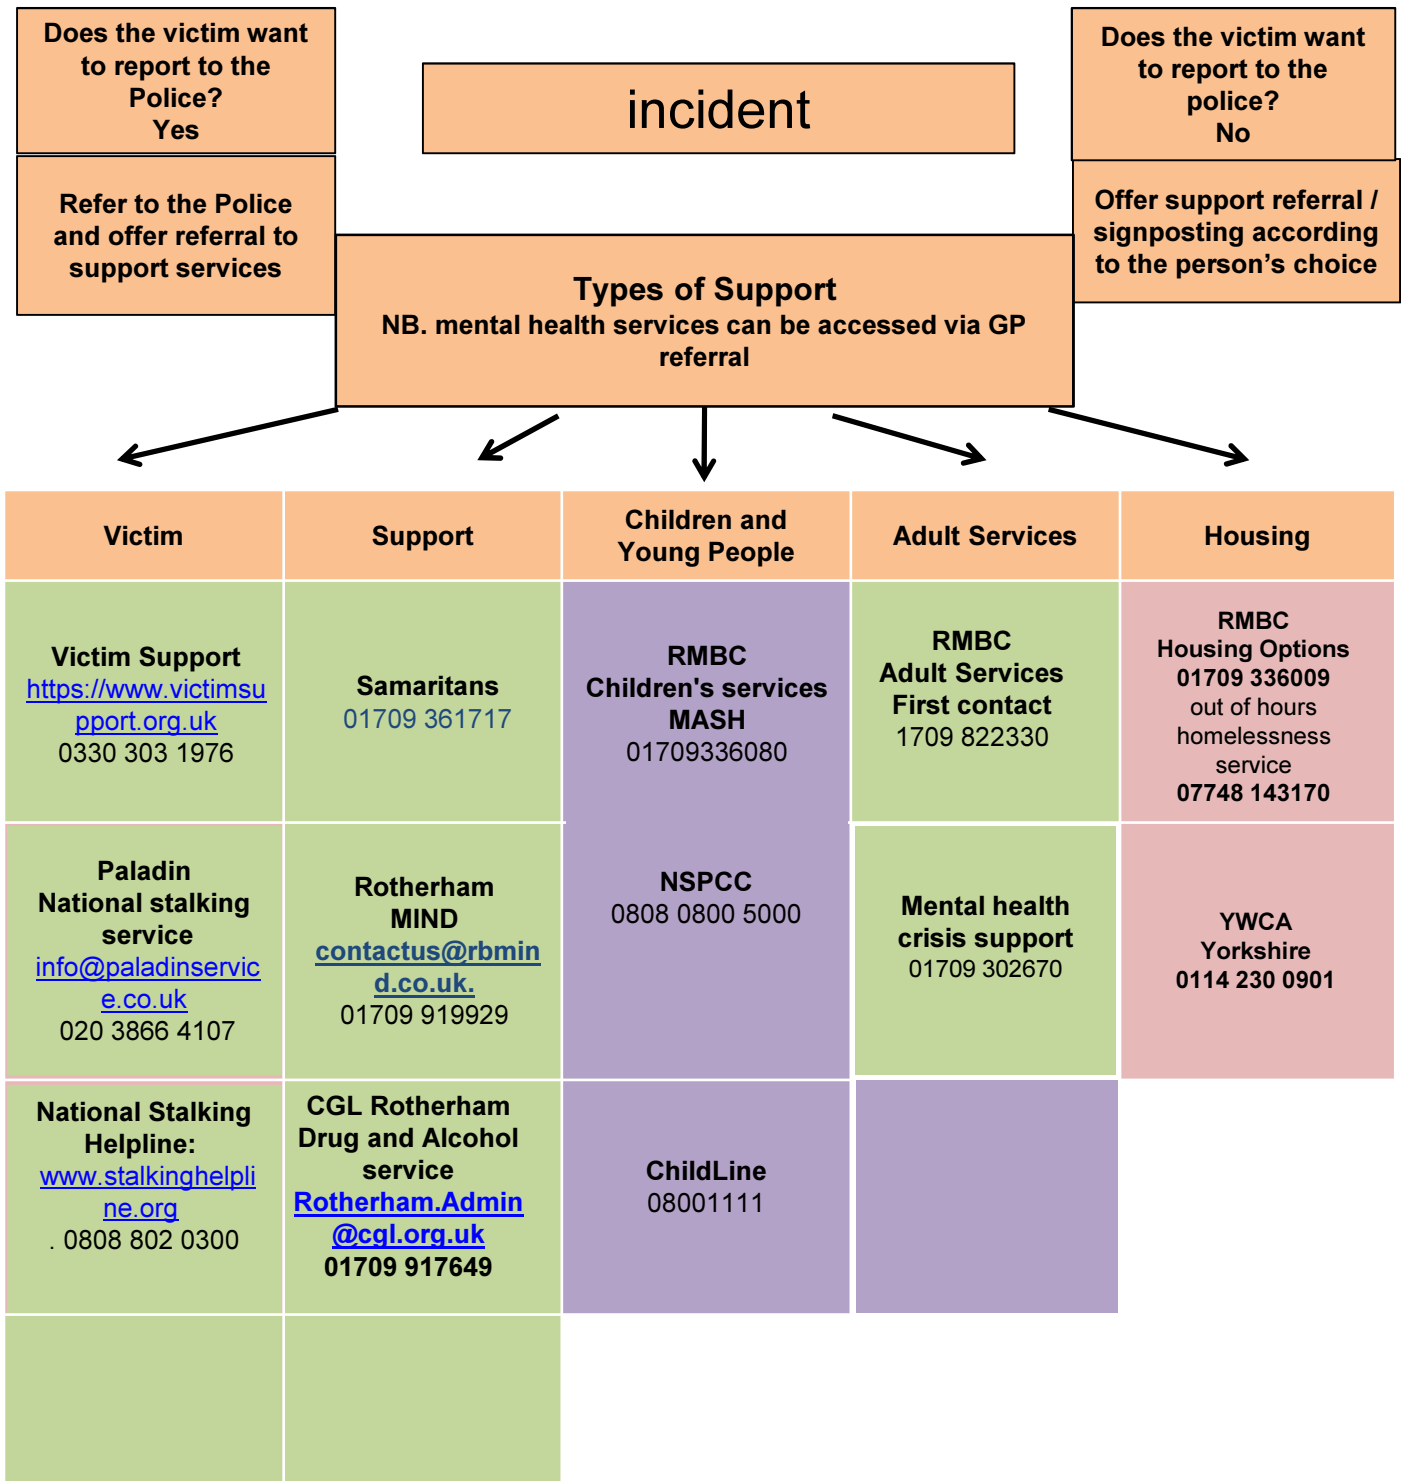 Does the victim want
to report to the
Police?
Yes
incident
Does the victim want
to report to the
police?
No
Refer to the Police
and offer referral to
support services
Offer support referral /
signposting according
to the person’s choice
Types of Support
NB. mental health services can be accessed via GP
referral
Victim
Support
Children and
Young People
Adult Services
Housing
Victim Support
https://www.victimsu
pport.org.uk
0330 303 1976
Samaritans
01709 361717
RMBC
Children's services
MASH
01709336080
RMBC
Adult Services
First contact
1709 822330
RMBC
Housing Options
01709 336009
out of hours
homelessness
service
07748 143170
Paladin
National stalking
service
info@paladinservic
e.co.uk
020 3866 4107
Rotherham
MIND
contactus@rbmin
d.co.uk.
01709 919929
NSPCC
0808 0800 5000
Mental health
crisis support
01709 302670
YWCA
Yorkshire
0114 230 0901
National Stalking
Helpline:
www.stalkinghelpli
ne.org
. 0808 802 0300
CGL Rotherham
Drug and Alcohol
service
Rotherham.Admin
@cgl.org.uk
01709 917649
ChildLine
08001111